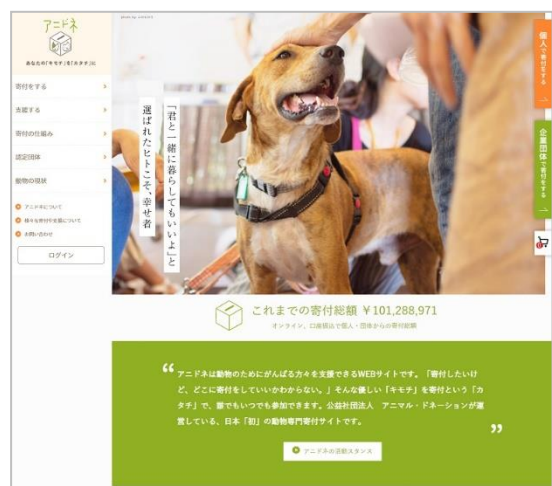 アニドネ
あなたの「キモチ」を「カタチ」に
寄付をする
支援する
寄付の仕組み
認定団体
動物の現状
アニドネについて
様々な寄付や支援について
お問い合わせ
ログイン
「君と一緒に暮らしてもいいよ」と
選ばれたヒトこそ、幸せ者
個人で寄付をする
企業団体で寄付をする
これまでの寄付総額 ¥101,288,971
オンライン、口座振込で個人・団体からの寄付総額
“ アニドネは動物のためにがんばる方々を支援できるWEBサイトです。「寄付したいけ
ど、どこに寄付をしていいかわからない。」そんな優しい「キモチ」を寄付という「カ
タチ」で、誰でもいつでも参加できます。公益社団法人　アニマル・ドネーションが運
営している、日本「初」の動物専門寄付サイトです。 ”
アニドネの活動スタンス